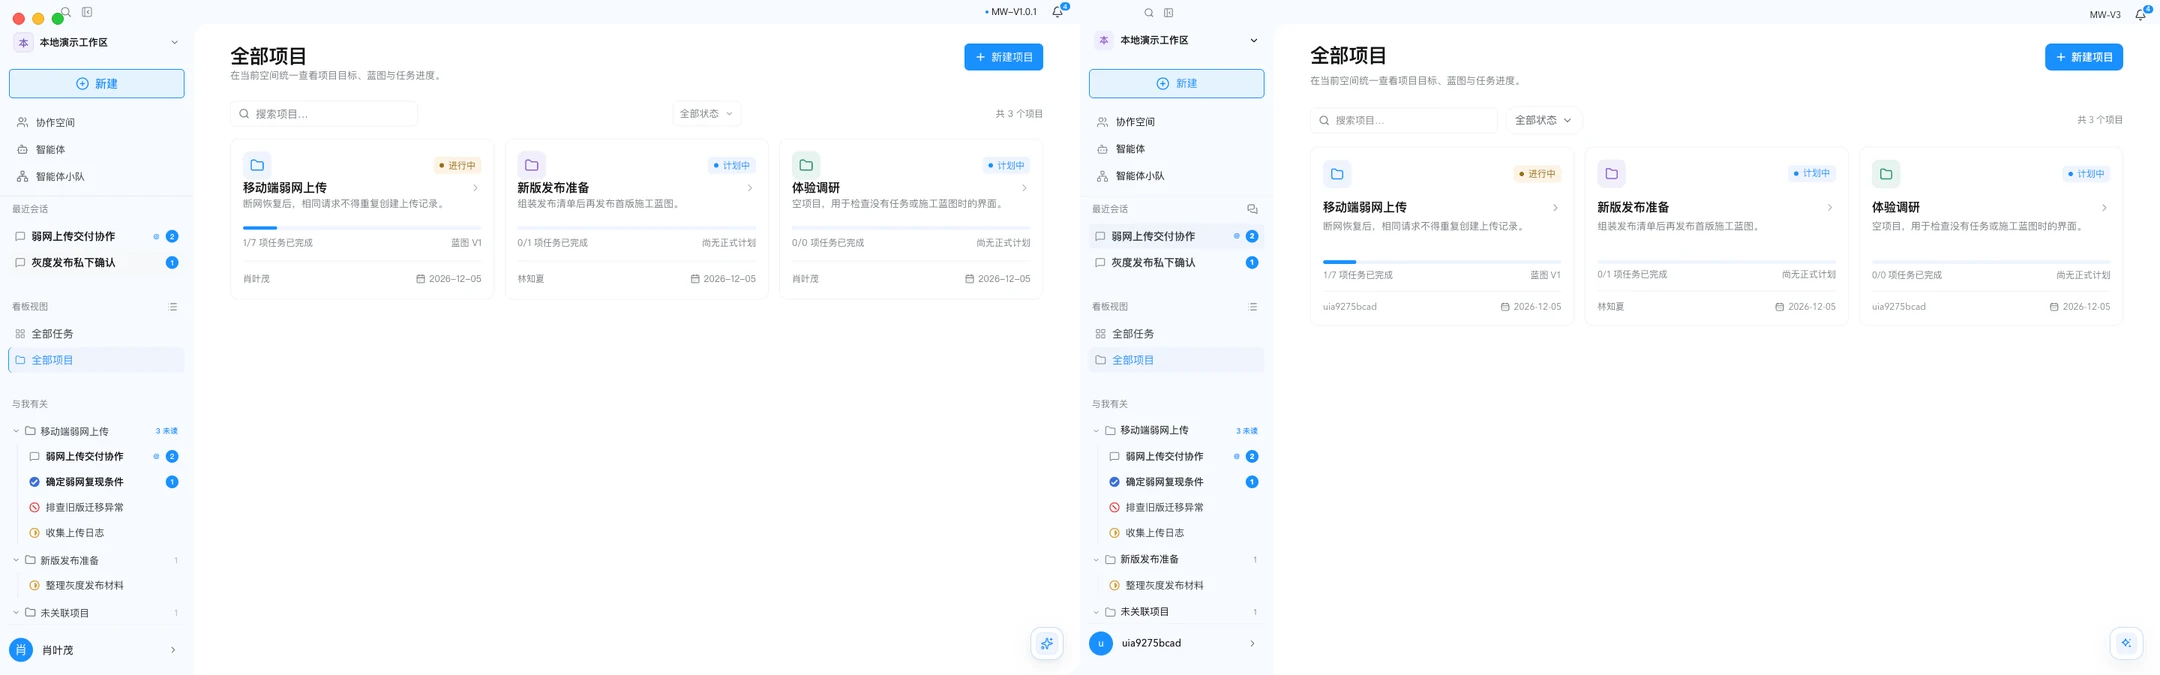 MW-V1.0.1
4
本 本地演示工作区
新建
协作空间
智能体
智能体小队
最近会话
弱网上传交付协作 @ 2
灰度发布私下确认 1
看板视图
全部任务
全部项目
与我有关
移动端弱网上传 3 未读
弱网上传交付协作 @ 2
确定弱网复现条件 1
排查旧版迁移异常
收集上传日志
新版发布准备 1
整理灰度发布材料
未关联项目 1
肖 肖叶茂
全部项目
在当前空间统一查看项目目标、蓝图与任务进度。
新建项目
搜索项目...
全部状态
共 3 个项目
进行中
移动端弱网上传
断网恢复后，相同请求不得重复创建上传记录。
1/7 项任务已完成 蓝图 V1
肖叶茂 2026-12-05
计划中
新版发布准备
组装发布清单后再发布首版施工蓝图。
0/1 项任务已完成 尚无正式计划
林知夏 2026-12-05
计划中
体验调研
空项目，用于检查没有任务或施工蓝图时的界面。
0/0 项任务已完成 尚无正式计划
肖叶茂 2026-12-05
MW-V3
4
本 本地演示工作区
新建
协作空间
智能体
智能体小队
最近会话
弱网上传交付协作 @ 2
灰度发布私下确认 1
看板视图
全部任务
全部项目
与我有关
移动端弱网上传 3 未读
弱网上传交付协作 @ 2
确定弱网复现条件 1
排查旧版迁移异常
收集上传日志
新版发布准备 1
整理灰度发布材料
未关联项目 1
u uia9275bcad
全部项目
在当前空间统一查看项目目标、蓝图与任务进度。
新建项目
搜索项目...
全部状态
共 3 个项目
进行中
移动端弱网上传
断网恢复后，相同请求不得重复创建上传记录。
1/7 项任务已完成 蓝图 V1
uia9275bcad 2026-12-05
计划中
新版发布准备
组装发布清单后再发布首版施工蓝图。
0/1 项任务已完成 尚无正式计划
林知夏 2026-12-05
计划中
体验调研
空项目，用于检查没有任务或施工蓝图时的界面。
0/0 项任务已完成 尚无正式计划
uia9275bcad 2026-12-05